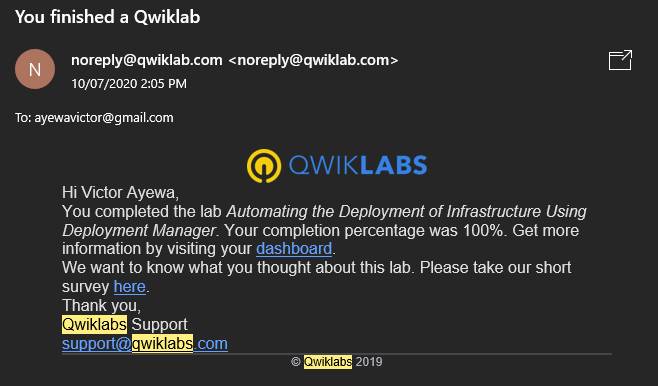 You finished a Qwiklab
N
noreply@qwiklab.com <noreply@qwiklab.com>
10/07/2020 2:05 PM
To: ayewavictor@gmail.com
QWIKLABS
Hi Victor Ayewa,
You completed the lab Automating the Deployment of Infrastructure Using
Deployment Manager. Your completion percentage was 100%. Get more
information by visiting your dashboard.
We want to know what you thought about this lab. Please take our short
survey here.
Thank you,
Qwiklabs Support
support@qwiklabs.com
© Qwiklabs 2019